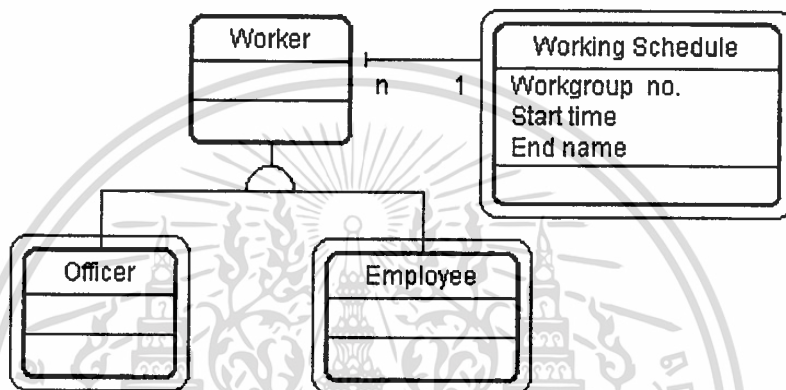 Worker
n 1
Working Schedule
Workgroup no.
Start time
End name
Officer
Employee